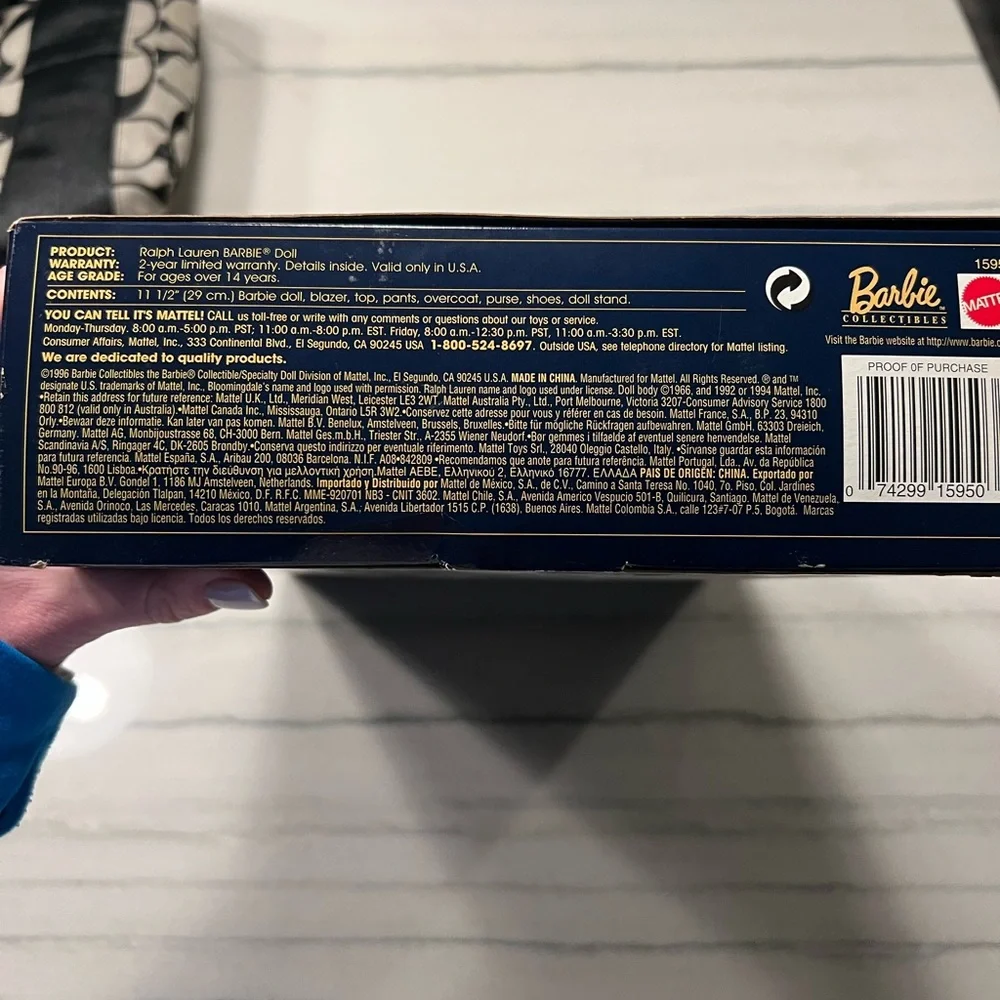 PRODUCT: Ralph Lauren BARBIE® Doll
WARRANTY: 2-year limited warranty. Details inside. Valid only in U.S.A.
AGE GRADE: For ages over 14 years.
CONTENTS: 11 1/2" (29 cm.) Barbie doll, blazer, top, pants, overcoat, purse, shoes, doll stand.
YOU CAN TELL IT'S MATTEL! CALL us toll-free or write with any comments or questions about our toys or service.
Monday-Thursday. 8:00 a.m.-5:00 p.m. PST; 11:00 a.m.-8:00 p.m. EST. Friday, 8:00 a.m.-12:30 p.m. PST, 11:00 a.m.-3:30 p.m. EST.
Consumer Affairs, Mattel, Inc., 333 Continental Blvd., El Segundo, CA 90245 USA 1-800-524-8697. Outside USA, see telephone directory for Mattel listing.
We are dedicated to quality products.
©1996 Barbie Collectibles the Barbie® Collectible/Specialty Doll Division of Mattel, Inc., El Segundo, CA 90245 U.S.A. MADE IN CHINA. Manufactured for Mattel. All Rights Reserved. ® and ™
designate U.S. trademarks of Mattel, Inc., Bloomingdale's name and logo used with permission. Ralph Lauren name and logo used under license. Doll body ©1966, and 1992 or 1994 Mattel, Inc.
•Retain this address for future reference: Mattel U.K., Ltd., Meridian West, Leicester LE3 2WT. Mattel Australia Pty., Ltd., Port Melbourne, Victoria 3207-Consumer Advisory Service 1800
800 812 (valid only in Australia).•Mattel Canada Inc., Mississauga, Ontario L5R 3W2.•Conservez cette adresse pour vous y référer en cas de besoin. Mattel France, S.A., B.P. 23, 94310
Orly.•Bewaar deze informatie. Kan later van pas komen. Mattel B.V. Benelux, Amstelveen, Brussels, Bruxelles.•Bitte für mögliche Rückfragen aufbewahren. Mattel GmbH, 63303 Dreieich,
Germany. Mattel AG, Monbijoustrasse 68, CH-3000 Bern. Mattel Ges.m.b.H., Triester Str., A-2355 Wiener Neudorf.•Bor gemmes i tilfaelde af eventuel senere henvendelse. Mattel
Scandinavia A/S, Ringager 4C, DK-2605 Brondby.•Conserva questo indirizzo per eventuale riferimento. Mattel Toys Srl., 28040 Oleggio Castello, Italy. •Sírvanse guardar esta información
para futura referencia. Mattel España, S.A., Aribau 200, 08036 Barcelona. N.I.F. A08•842809 •Recomendamos que anote para futura referência. Mattel Portugal, Lda., Av. da República
No.90-96, 1600 Lisboa.•Κρατήστε την διεύθυνση για μελλοντική χρήση.Mattel AEBE, Ελληνικού 2, Ελληνικό 16777, ΕΛΛΑΔΑ PAIS DE ORIGEN: CHINA. Exportado por
Mattel Europa B.V. Gondel 1, 1186 MJ Amstelveen, Netherlands. Importado y Distribuido por Mattel de México, S.A., de C.V., Camino a Santa Teresa No. 1040, 7o. Piso, Col. Jardines
en la Montaña, Delegación Tlalpan, 14210 México, D.F. R.F.C. MME-920701 NB3 - CNIT 3602. Mattel Chile, S.A., Avenida Americo Vespucio 501-B, Quilicura, Santiago. Mattel de Venezuela,
S.A., Avenida Orinoco, Las Mercedes, Caracas 1010. Mattel Argentina, S.A., Avenida Libertador 1515 C.P. (1638), Buenos Aires. Mattel Colombia S.A., calle 123#7-07 P.5, Bogotá. Marcas
registradas utilizadas bajo licencia. Todos los derechos reservados.
Barbie
COLLECTIBLES
Visit the Barbie website at http://www.barbie.c
PROOF OF PURCHASE
0 74299 15950